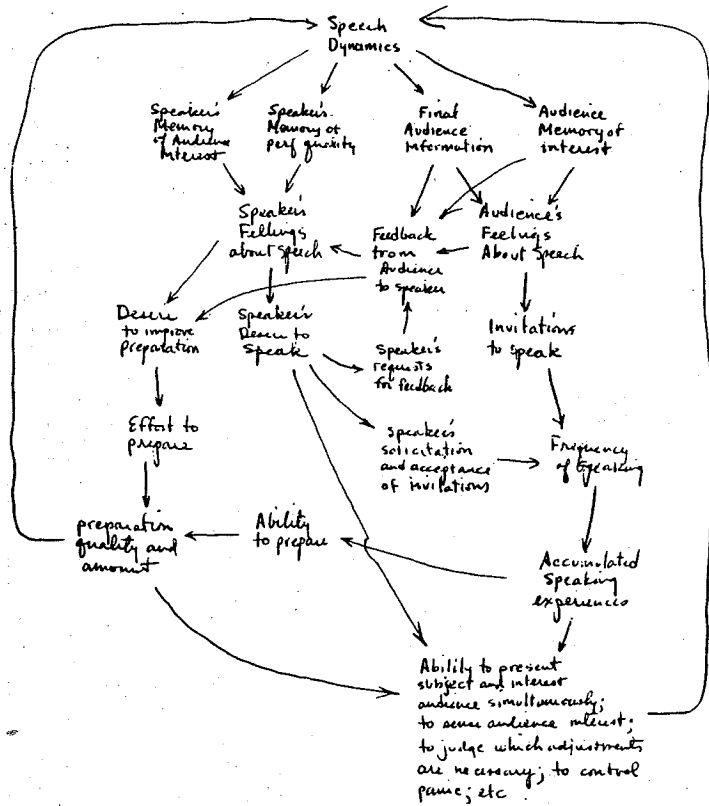 Speech
Dynamics
Speaker's
Memory
of Audience
Interest
Speaker's
Memory of
perf quality
Final
Audience
Information
Audience
Memory of
interest
Speaker's
Feelings
about Speech
Feedback
from
Audience
to speaker
Audience's
Feelings
About Speech
Desire
to improve
preparation
Speaker's
Desire to
Speak
Speaker's
requests
for feedback
Invitations
to Speak
Effort to
prepare
Speaker's
solicitation
and acceptance
of invitations
Frequency
of Speaking
preparation
quality and
amount
Ability
to prepare
Accumulated
Speaking
experiences
Ability to present
subject and interest
audience simultaneously;
to sense audience interest;
to judge which adjustments
are necessary; to control
panic; etc